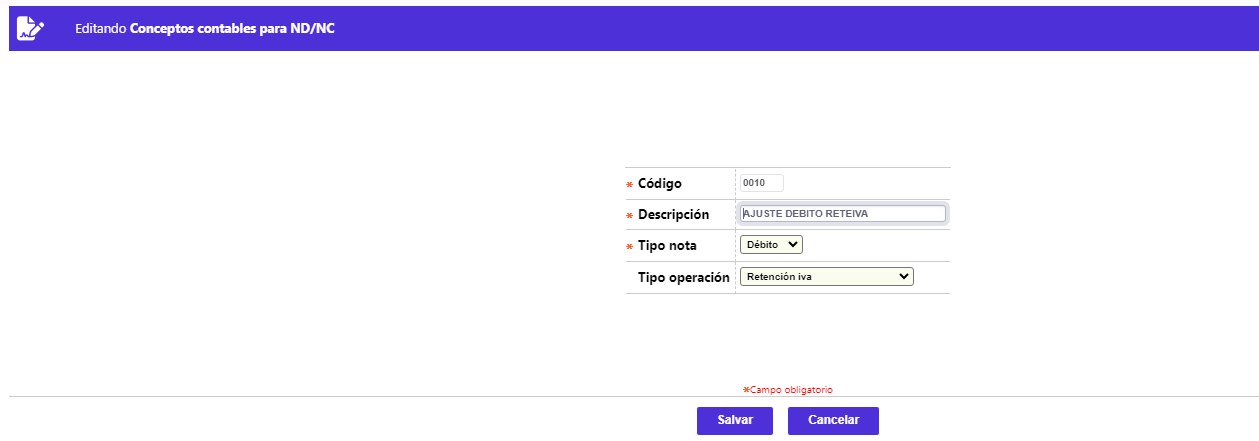 Editando Conceptos contables para ND/NC
* Código 0010
* Descripción AJUSTE DEBITO RETEIVA
* Tipo nota Débito
Tipo operación Retención iva
*Campo obligatorio
Salvar Cancelar